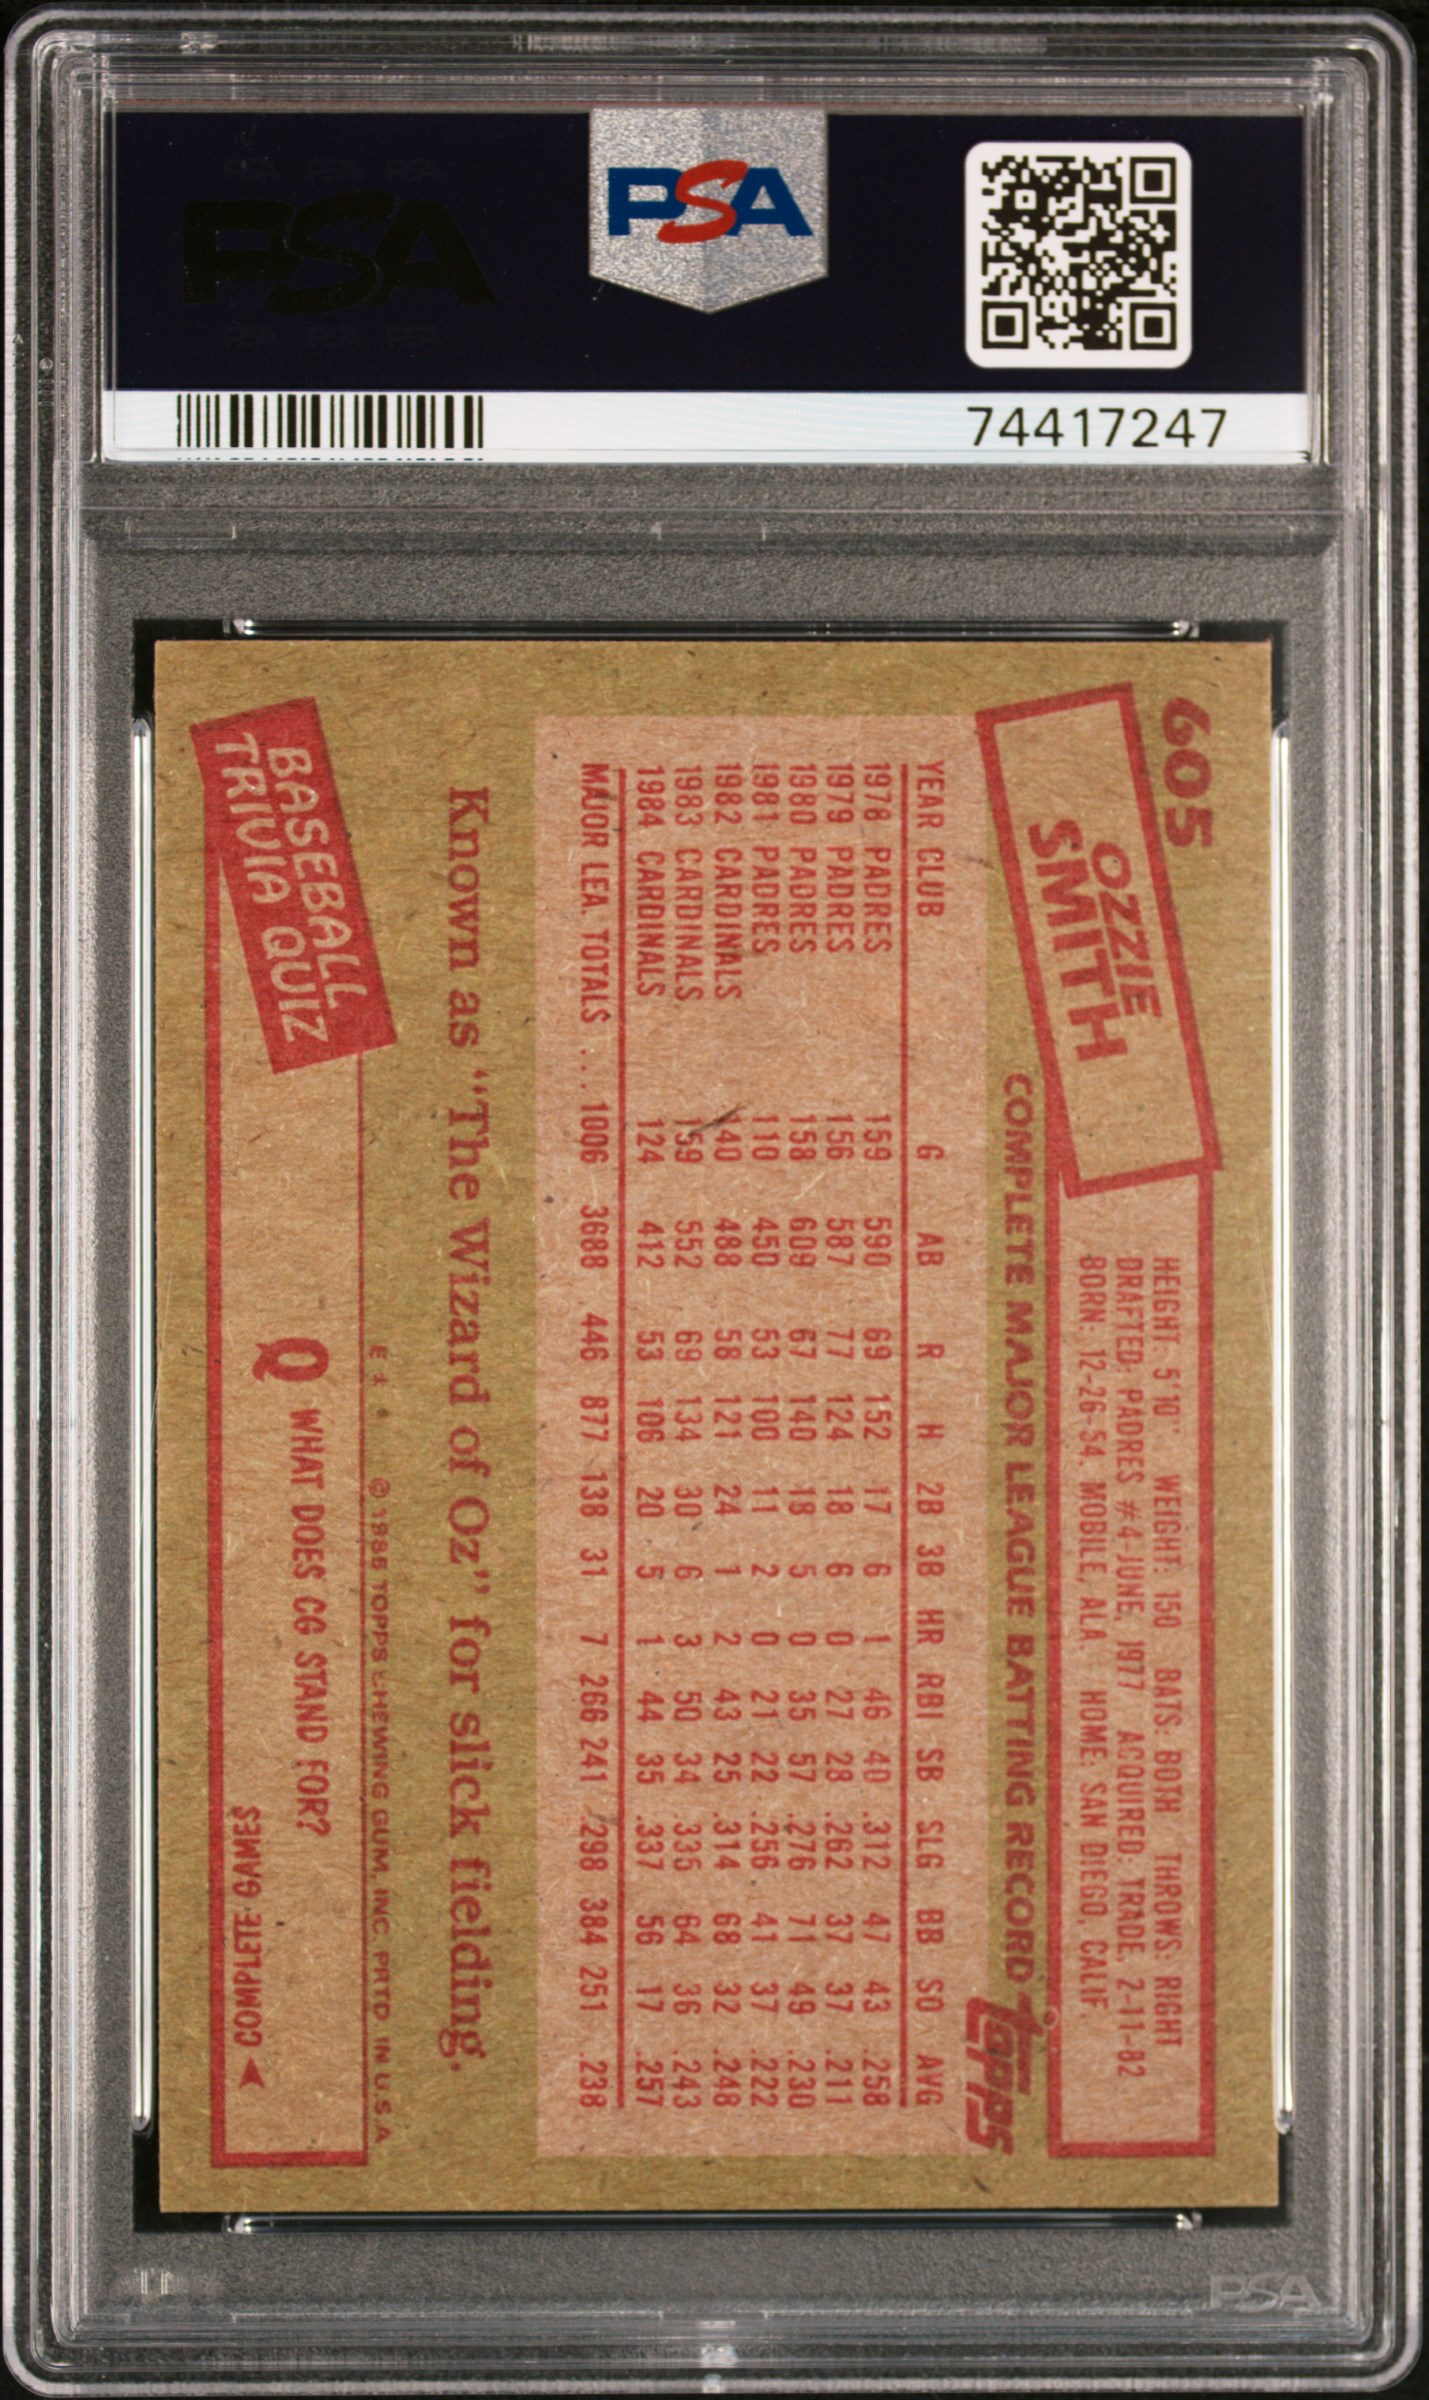 PSA
PSA
74417247
605
OZZIE
SMITH
HEIGHT: 5'10" WEIGHT: 150 BATS: BOTH THROWS: RIGHT
DRAFTED: PADRES #4-JUNE, 1977 ACQUIRED: TRADE, 2-11-82
BORN: 12-26-54, MOBILE, ALA. HOME: SAN DIEGO, CALIF.
COMPLETE MAJOR LEAGUE BATTING RECORD
topps
YEAR CLUB G AB R H 2B 3B HR RBI SB SLG BB SO AVG
1978 PADRES 159 590 69 152 17 6 1 46 40 .312 47 43 .258
1979 PADRES 156 587 77 124 18 6 0 27 28 .262 37 37 .211
1980 PADRES 158 609 67 140 18 5 0 35 57 .276 71 49 .230
1981 PADRES 110 450 53 100 11 2 0 21 22 .256 41 37 .222
1982 CARDINALS 140 488 58 121 24 1 2 43 25 .314 68 32 .248
1983 CARDINALS 159 552 69 134 30 6 3 50 34 .335 64 36 .243
1984 CARDINALS 124 412 53 106 20 5 1 44 35 .337 56 17 .257
MAJOR LEA. TOTALS ... 1006 3688 446 877 138 31 7 266 241 .298 384 251 .238
Known as "The Wizard of Oz" for slick fielding.
© 1985 TOPPS CHEWING GUM, INC. PRTD. IN U.S.A.
BASEBALL
TRIVIA QUIZ
Q WHAT DOES CG STAND FOR?
COMPLETE GAMES
PSA